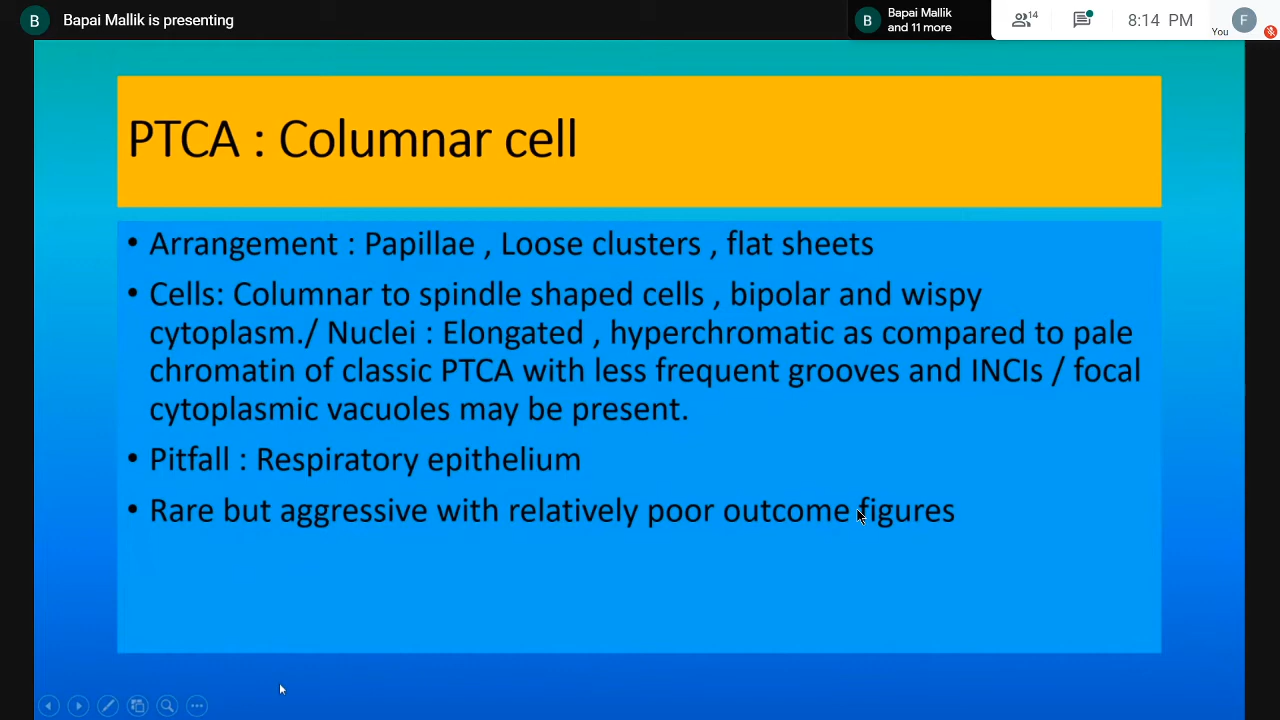 B Bapai Mallik is presenting
B Bapai Mallik
and 11 more
14
8:14 PM
You
F
PTCA : Columnar cell
• Arrangement : Papillae , Loose clusters , flat sheets
• Cells: Columnar to spindle shaped cells , bipolar and wispy
cytoplasm./ Nuclei : Elongated , hyperchromatic as compared to pale
chromatin of classic PTCA with less frequent grooves and INCIs / focal
cytoplasmic vacuoles may be present.
• Pitfall : Respiratory epithelium
• Rare but aggressive with relatively poor outcome figures